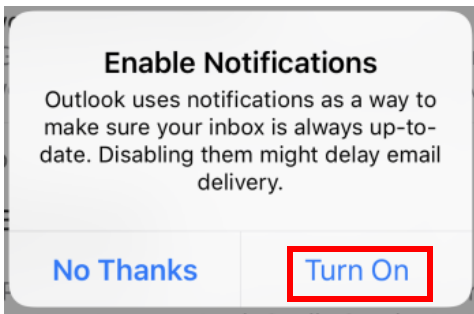 Enable Notifications
Outlook uses notifications as a way to
make sure your inbox is always up-to-
date. Disabling them might delay email
delivery.
No Thanks
Turn On